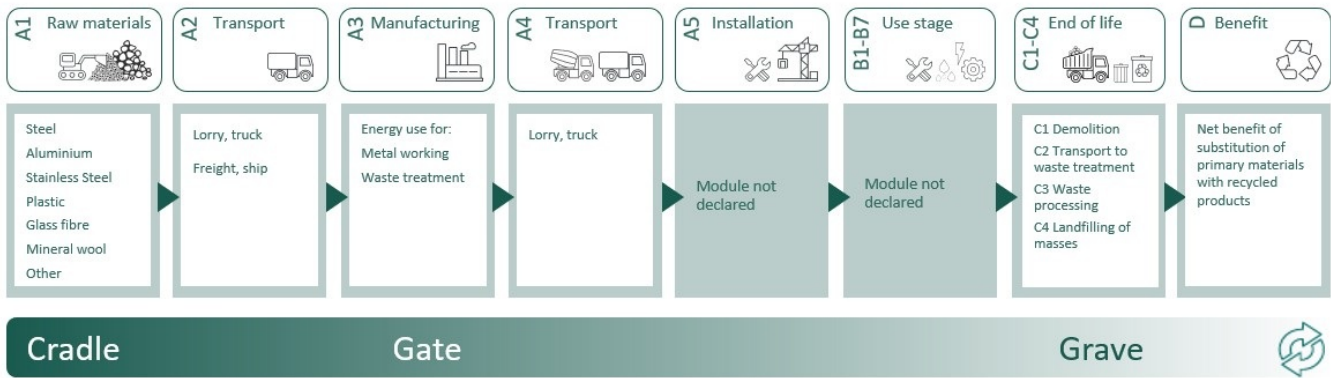 A1 Raw materials
A2 Transport
A3 Manufacturing
A4 Transport
A5 Installation
B1-B7 Use stage
C1-C4 End of life
D Benefit
Steel
Aluminium
Stainless Steel
Plastic
Glass fibre
Mineral wool
Other
Lorry, truck
Freight, ship
Energy use for:
Metal working
Waste treatment
Lorry, truck
Module not
declared
Module not
declared
C1 Demolition
C2 Transport to
waste treatment
C3 Waste
processing
C4 Landfilling of
masses
Net benefit of
substitution of
primary materials
with recycled
products
Cradle
Gate
Grave